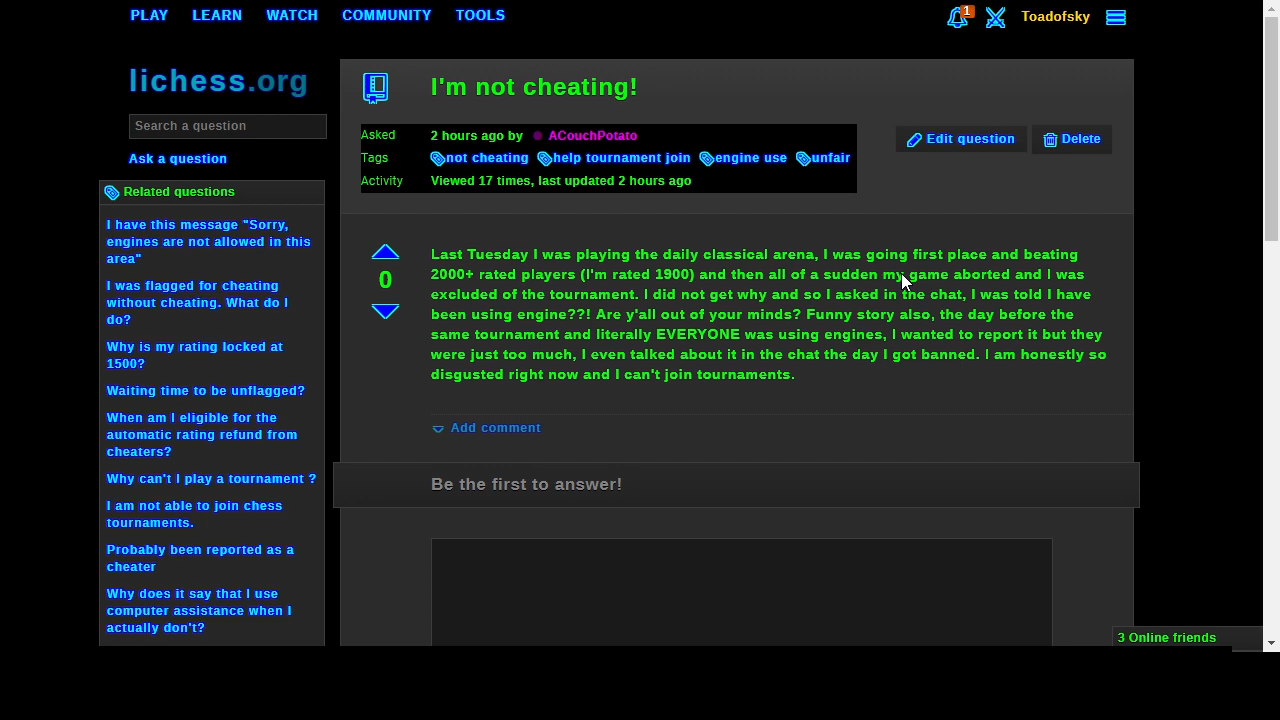 PLAY LEARN WATCH COMMUNITY TOOLS
1 Toadofsky
lichess.org
Search a question
Ask a question
Related questions
I have this message "Sorry,
engines are not allowed in this
area"
I was flagged for cheating
without cheating. What do I
do?
Why is my rating locked at
1500?
Waiting time to be unflagged?
When am I eligible for the
automatic rating refund from
cheaters?
Why can't I play a tournament ?
I am not able to join chess
tournaments.
Probably been reported as a
cheater
Why does it say that I use
computer assistance when I
actually don't?
I'm not cheating!
Asked 2 hours ago by ACouchPotato
Tags not cheating help tournament join engine use unfair
Activity Viewed 17 times, last updated 2 hours ago
Edit question Delete
0
Last Tuesday I was playing the daily classical arena, I was going first place and beating
2000+ rated players (I'm rated 1900) and then all of a sudden my game aborted and I was
excluded of the tournament. I did not get why and so I asked in the chat, I was told I have
been using engine??! Are y'all out of your minds? Funny story also, the day before the
same tournament and literally EVERYONE was using engines, I wanted to report it but they
were just too much, I even talked about it in the chat the day I got banned. I am honestly so
disgusted right now and I can't join tournaments.
Add comment
Be the first to answer!
3 Online friends